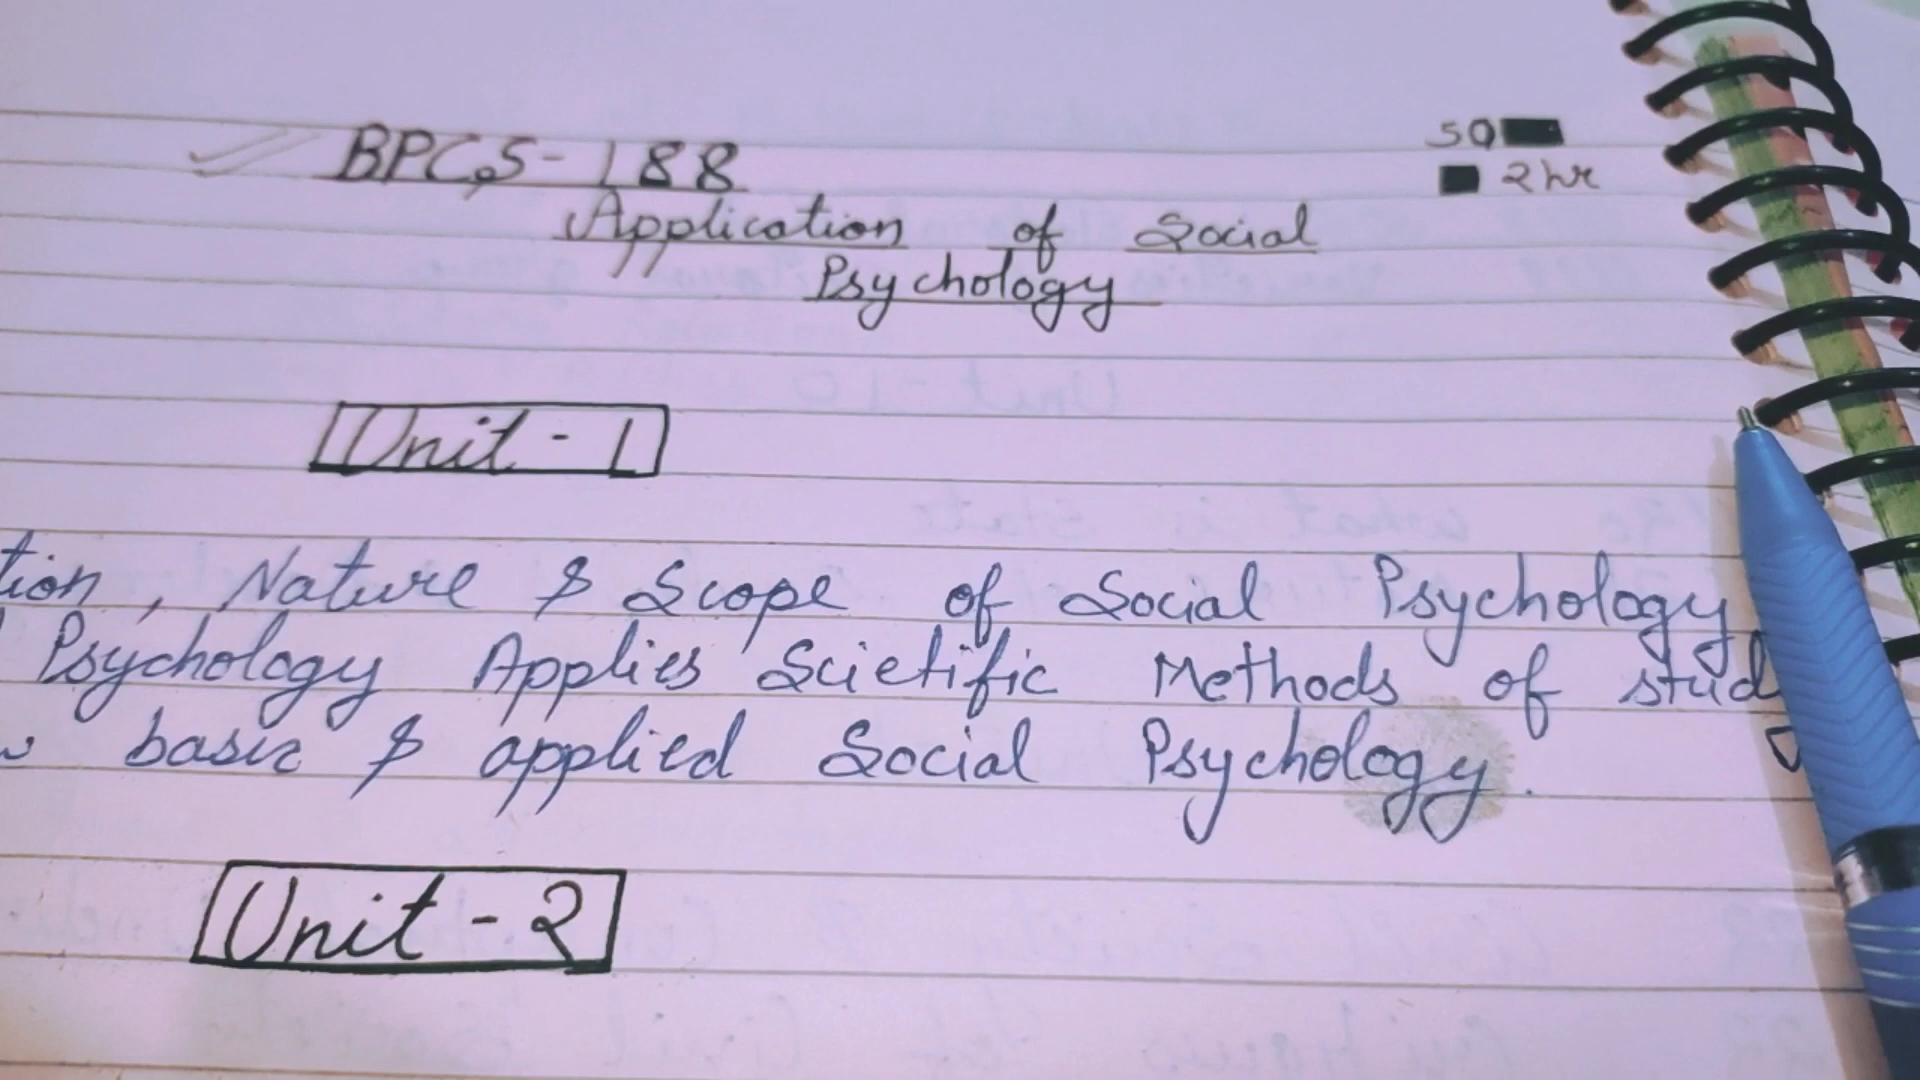 BPCS-188
50
2hr
Application of Social
Psychology
Unit - 1
tion, Nature & Scope of Social Psychology
Psychology Applies Scietific Methods of study
basic & applied Social Psychology.
Unit - 2